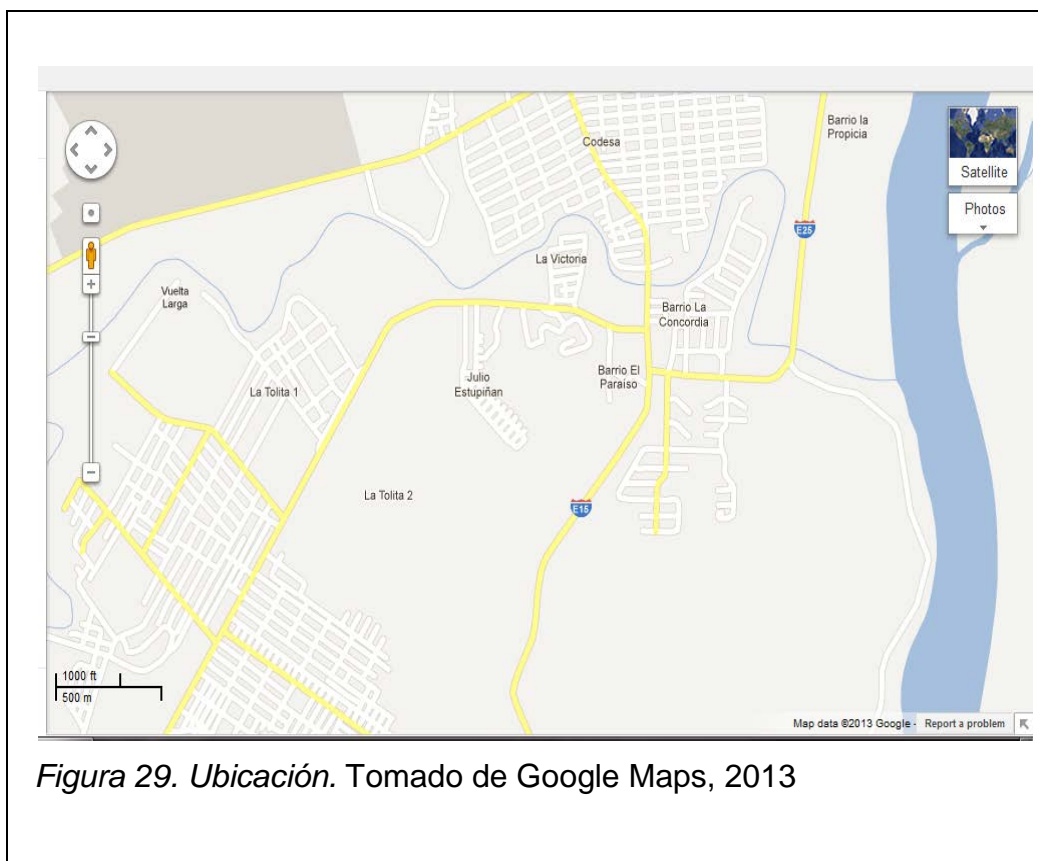 Barrio la
Propicia
Codesa
Satellite
Photos
E25
La Victoria
Vuelta
Larga
Barrio La
Concordia
Barrio El
Paraiso
Julio
Estupiñan
La Tolita 1
La Tolita 2
E15
1000 ft
500 m
Map data ©2013 Google - Report a problem
Figura 29. Ubicación. Tomado de Google Maps, 2013